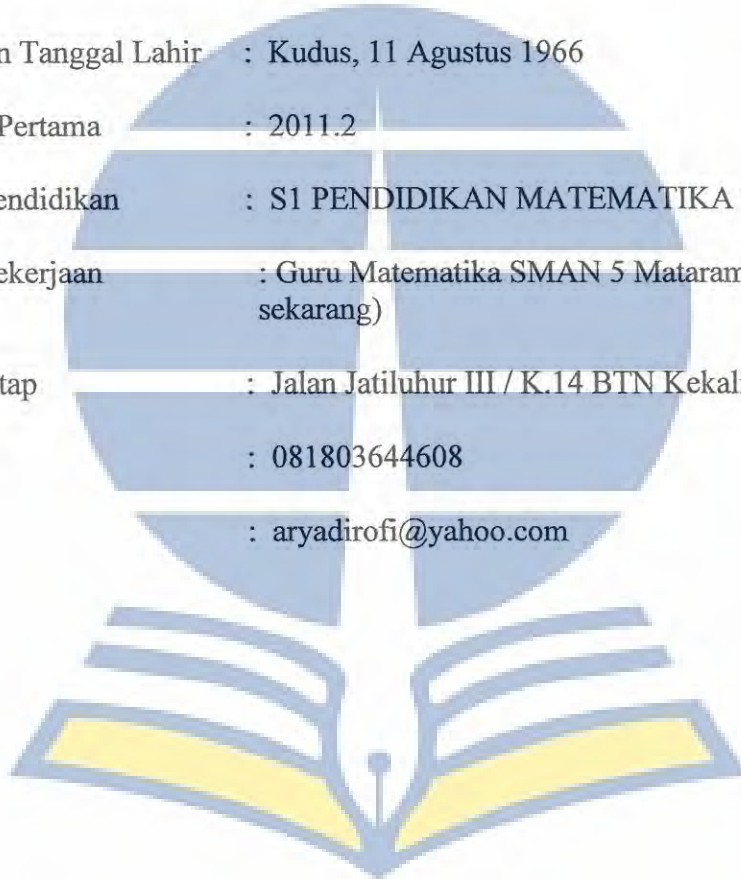 n Tanggal Lahir : Kudus, 11 Agustus 1966
Pertama : 2011.2
endidikan : S1 PENDIDIKAN MATEMATIKA
ekerjaan : Guru Matematika SMAN 5 Mataram
sekarang)
tap : Jalan Jatiluhur III / K.14 BTN Kekal
: 081803644608
: aryadirofi@yahoo.com